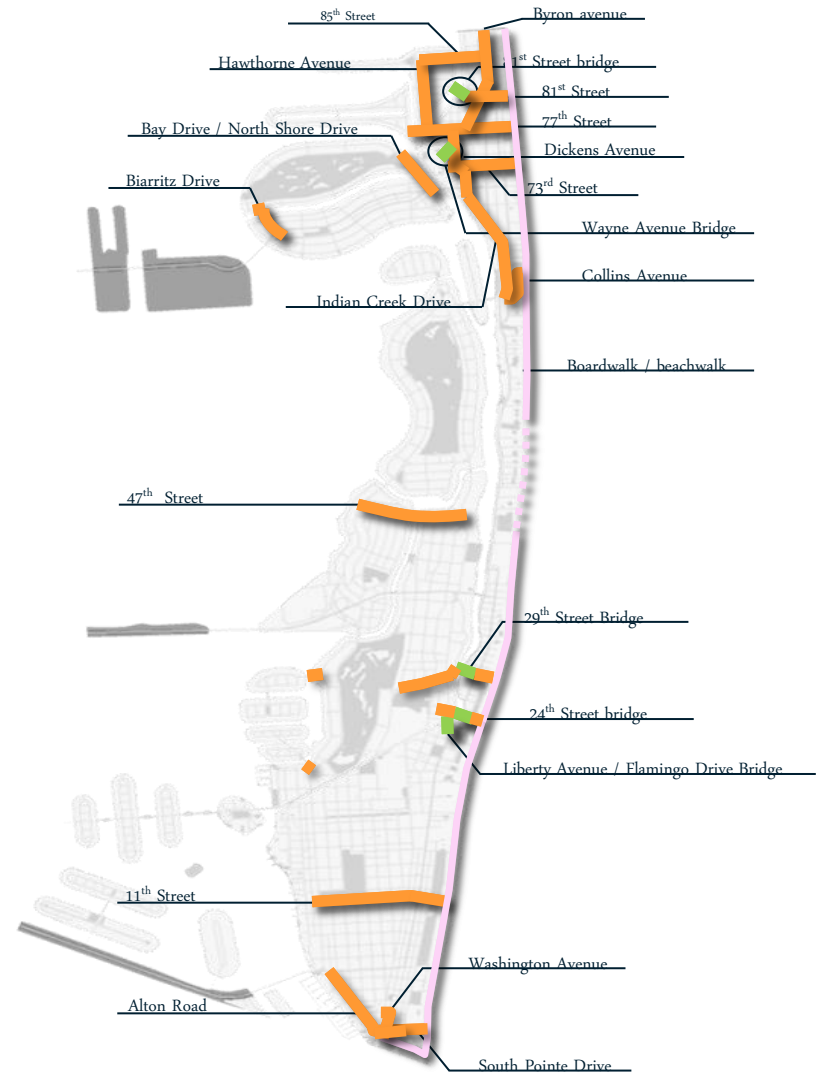 85th Street
Byron avenue
Hawthorne Avenue
81st Street bridge
81st Street
77th Street
Bay Drive / North Shore Drive
Dickens Avenue
Biarritz Drive
73rd Street
Wayne Avenue Bridge
Collins Avenue
Indian Creek Drive
Boardwalk / beachwalk
47th Street
29th Street Bridge
24th Street bridge
Liberty Avenue / Flamingo Drive Bridge
11th Street
Washington Avenue
Alton Road
South Pointe Drive